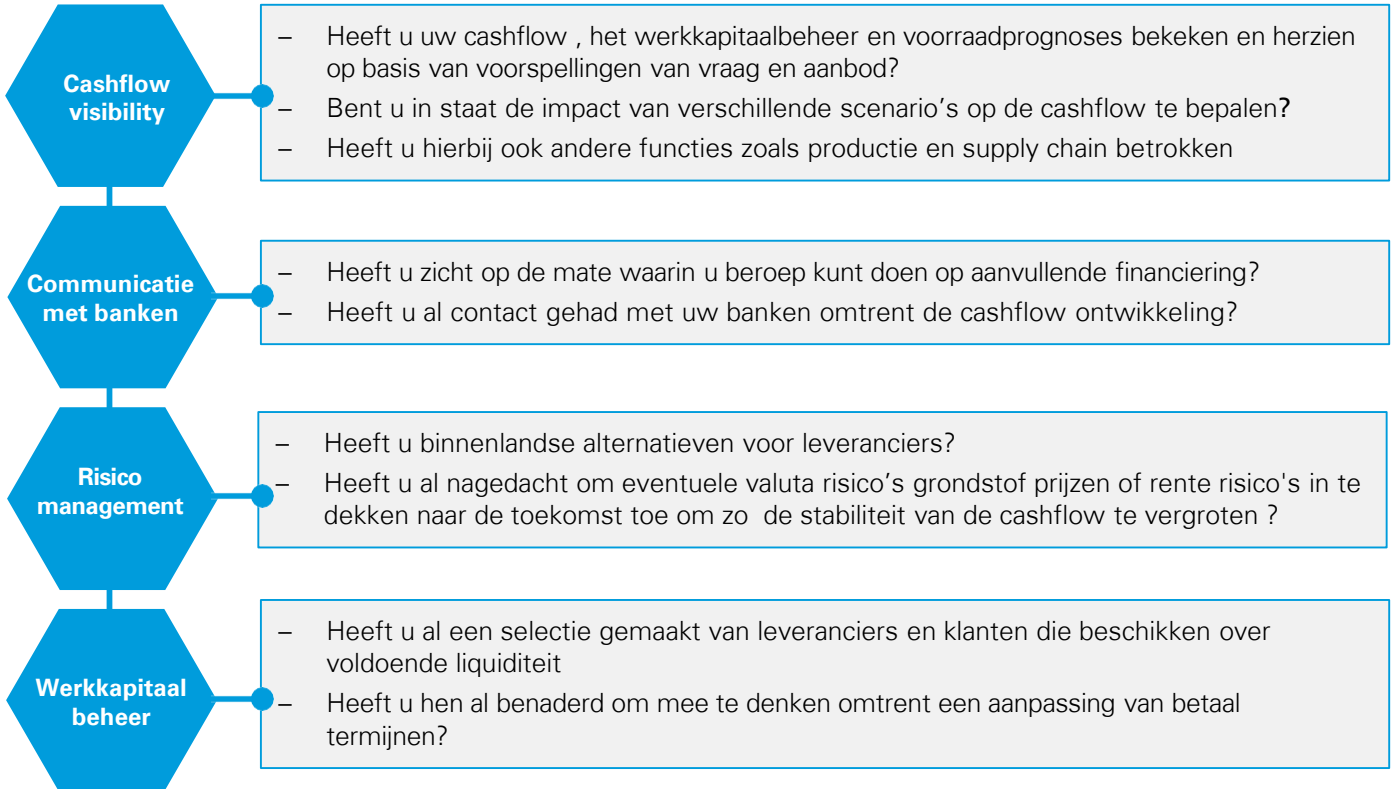 Cashflow
visibility
– Heeft u uw cashflow , het werkkapitaalbeheer en voorraadprognoses bekeken en herzien
op basis van voorspellingen van vraag en aanbod?
– Bent u in staat de impact van verschillende scenario’s op de cashflow te bepalen?
– Heeft u hierbij ook andere functies zoals productie en supply chain betrokken
Communicatie
met banken
– Heeft u zicht op de mate waarin u beroep kunt doen op aanvullende financiering?
– Heeft u al contact gehad met uw banken omtrent de cashflow ontwikkeling?
Risico
management
– Heeft u binnenlandse alternatieven voor leveranciers?
– Heeft u al nagedacht om eventuele valuta risico’s grondstof prijzen of rente risico's in te
dekken naar de toekomst toe om zo de stabiliteit van de cashflow te vergroten ?
Werkkapitaal
beheer
– Heeft u al een selectie gemaakt van leveranciers en klanten die beschikken over
voldoende liquiditeit
– Heeft u hen al benaderd om mee te denken omtrent een aanpassing van betaal
termijnen?